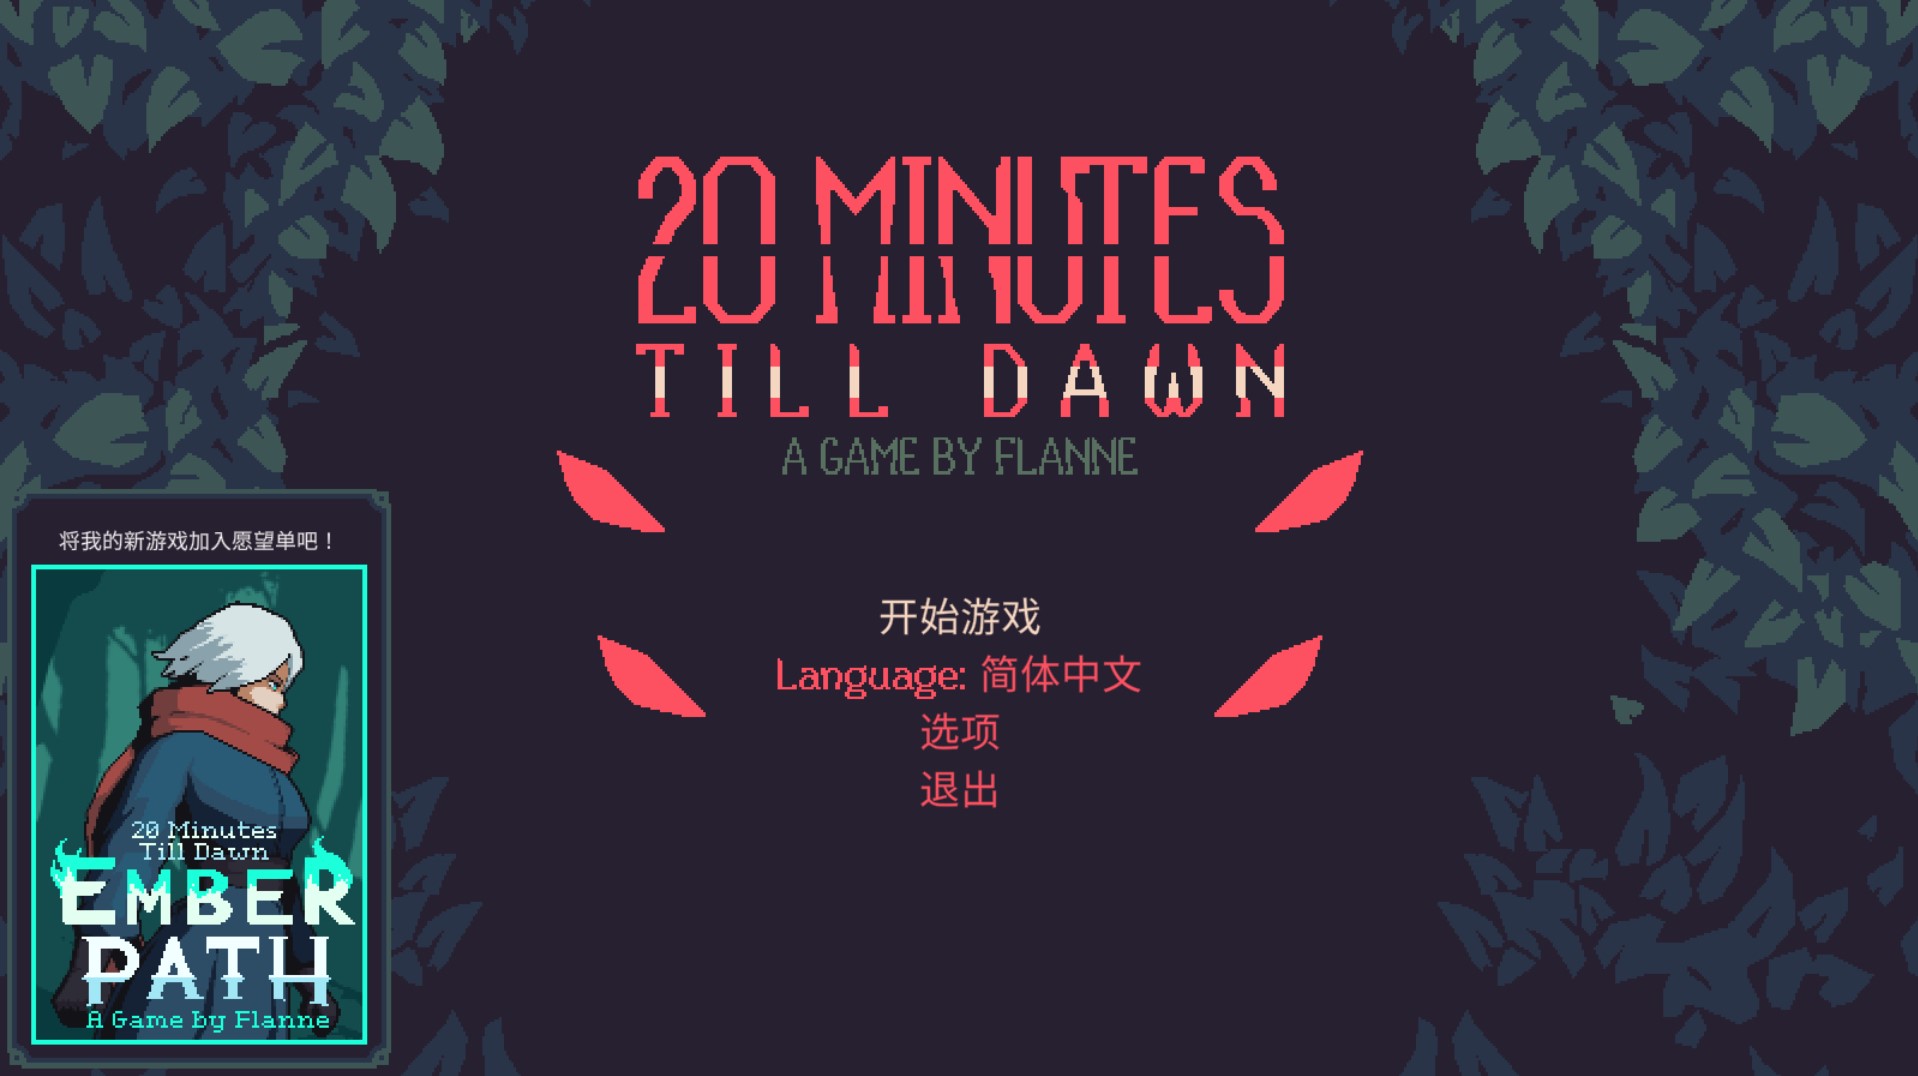 20 MINUTES
TILL DAWN
A GAME BY FLANNE
开始游戏
Language: 简体中文
选项
退出
将我的新游戏加入愿望单吧！
20 Minutes
Till Dawn
EMBER
PATH
A Game by Flanne